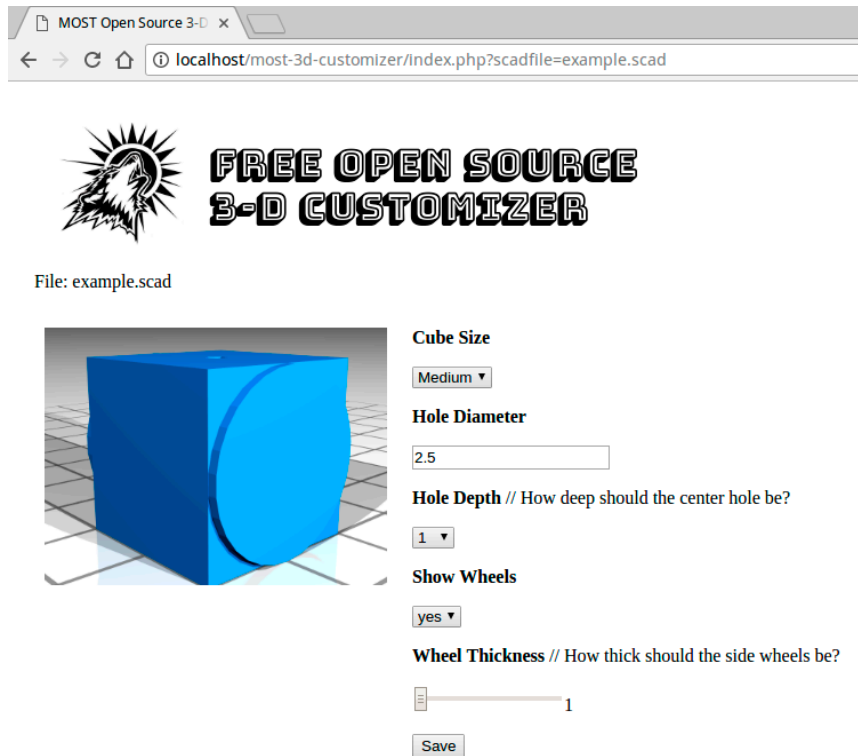 MOST Open Source 3-D
localhost/most-3d-customizer/index.php?scadfile=example.scad
FREE OPEN SOURCE
3-D CUSTOMIZER
File: example.scad
Cube Size
Medium
Hole Diameter
2.5
Hole Depth // How deep should the center hole be?
1
Show Wheels
yes
Wheel Thickness // How thick should the side wheels be?
1
Save